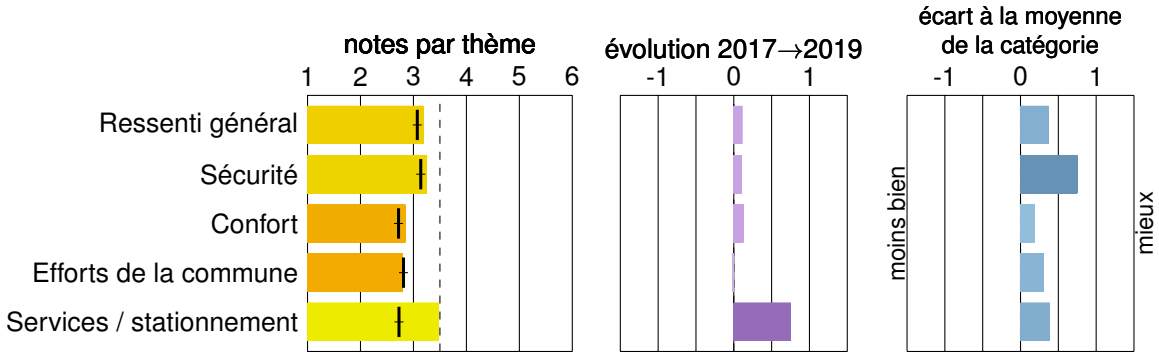 notes par thème
1 2 3 4 5 6
évolution 2017→2019
-1 0 1
écart à la moyenne
de la catégorie
-1 0 1
Ressenti général
Sécurité
Confort
Efforts de la commune
Services / stationnement
moins bien
mieux